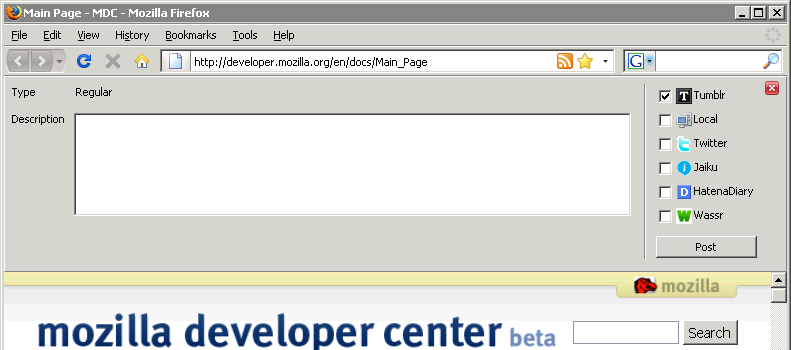 Main Page - MDC - Mozilla Firefox
File Edit View History Bookmarks Tools Help
http://developer.mozilla.org/en/docs/Main_Page G
Type Regular
Description
Tumblr
Local
Twitter
Jaiku
HatenaDiary
Wassr
Post
mozilla
mozilla developer center beta Search